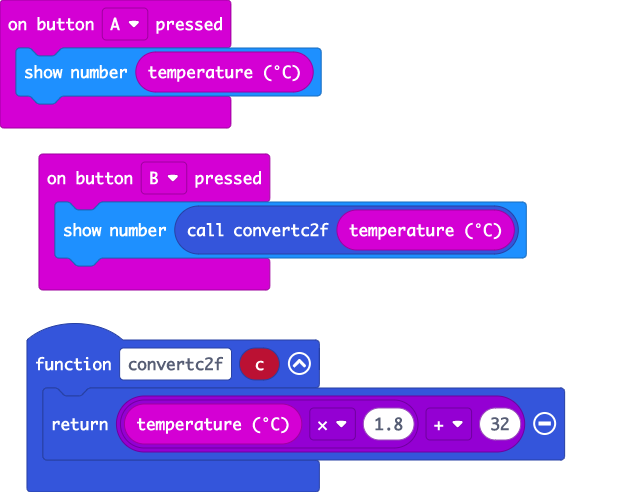 on button A pressed
show number temperature (°C)
on button B pressed
show number call convertc2f temperature (°C)
function convertc2f c
return temperature (°C) × 1.8 + 32